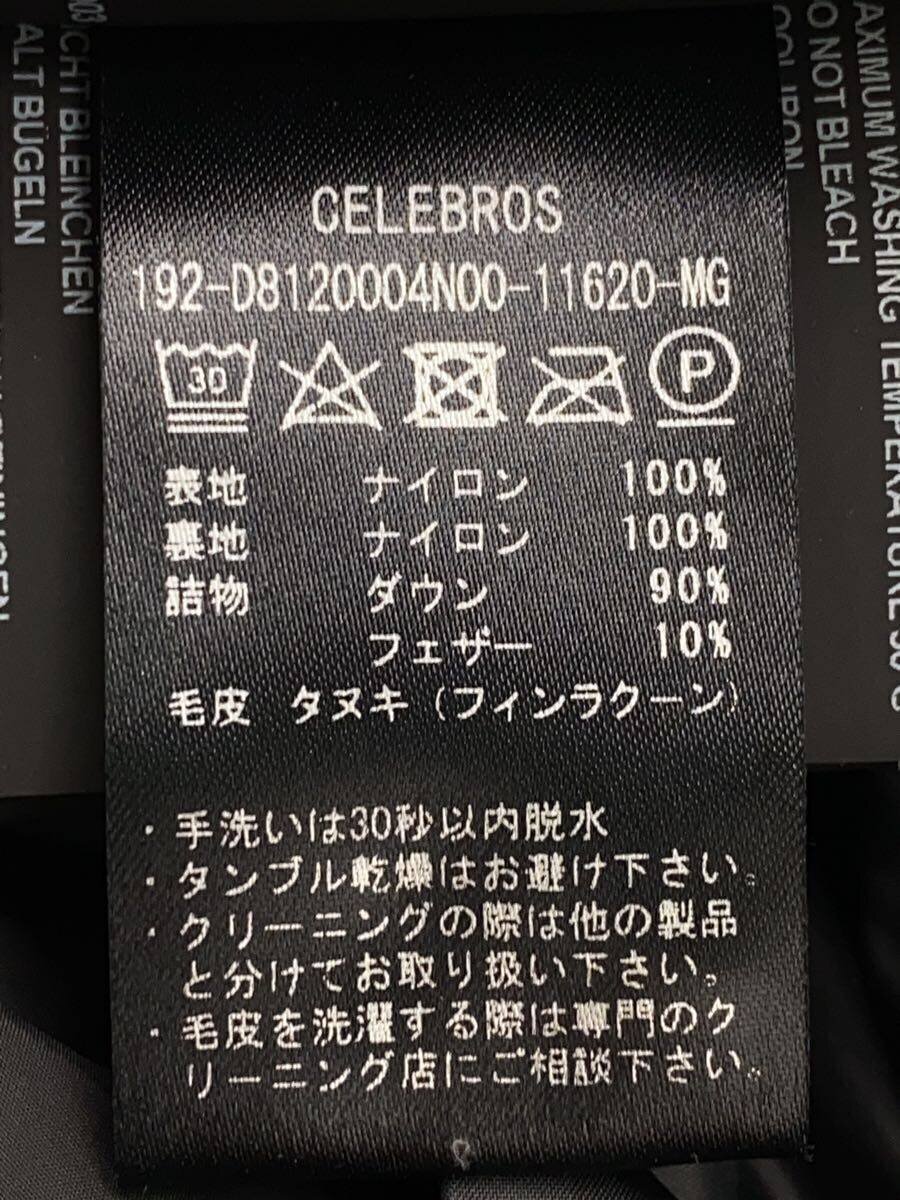 CELEBROS
192-D8120004N00-11620-MG
30 P
表地 ナイロン 100%
裏地 ナイロン 100%
詰物 ダウン 90%
フェザー 10%
毛皮 タヌキ（フィンラクーン）
・手洗いは30秒以内脱水
・タンブル乾燥はお避け下さい。
・クリーニングの際は他の製品
と分けてお取り扱い下さい。
・毛皮を洗濯する際は専門のク
リーニング店にご相談下さい。
AXIMUM WASHING TEMPERATURE 30°C
O NOT BLEACH
OOL IRON
CHT BLEICHEN
ALT BÜGELN